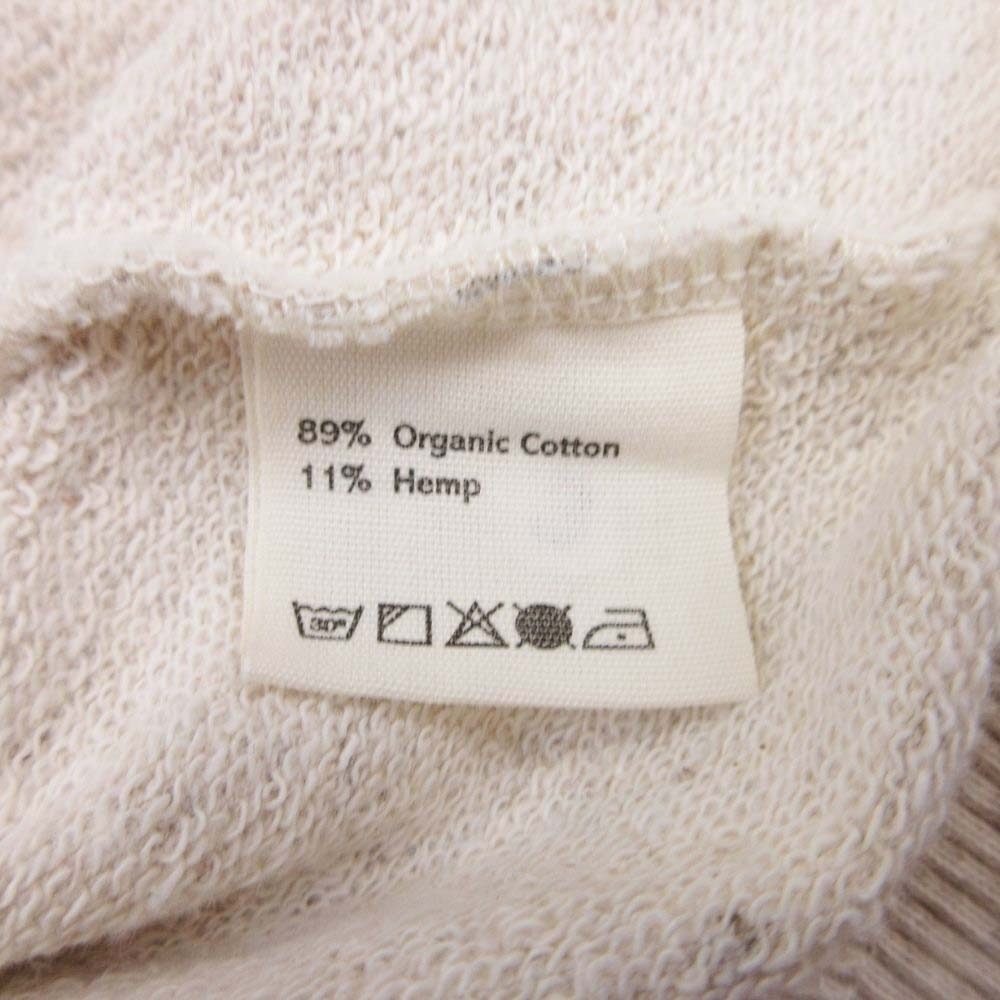 89% Organic Cotton
11% Hemp
30°